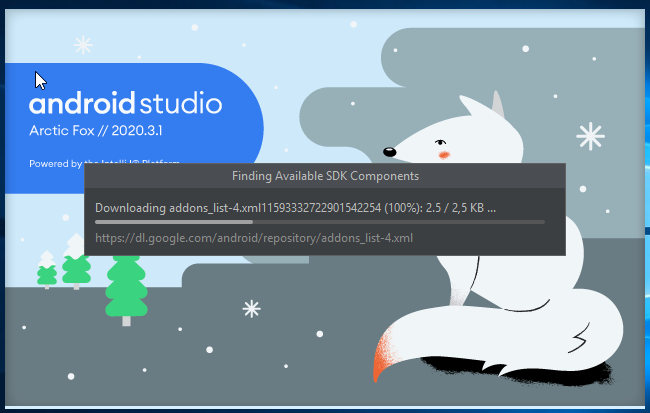 android studio
Arctic Fox // 2020.3.1
Powered by the IntelliJ® Platform
Finding Available SDK Components
Downloading addons_list-4.xml11593332722901542254 (100%): 2.5 / 2,5 KB ...
https://dl.google.com/android/repository/addons_list-4.xml